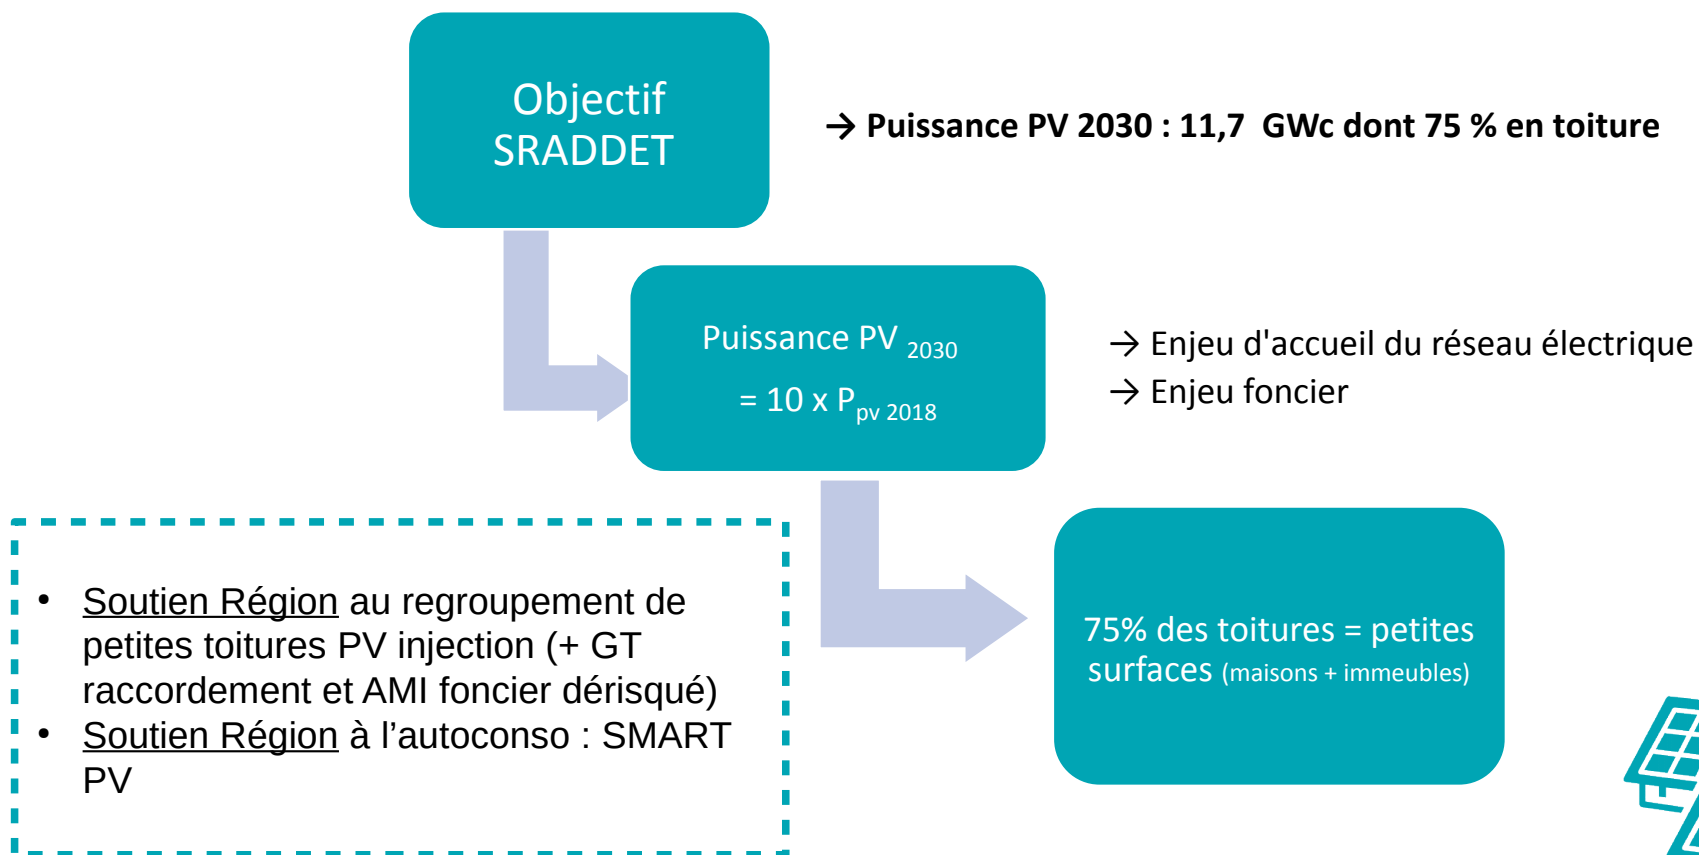 Objectif
SRADDET
→ Puissance PV 2030 : 11,7 GWc dont 75 % en toiture
Puissance PV 2030
= 10 x Ppv 2018
→ Enjeu d'accueil du réseau électrique
→ Enjeu foncier
75% des toitures = petites
surfaces (maisons + immeubles)
• Soutien Région au regroupement de
petites toitures PV injection (+ GT
raccordement et AMI foncier dérisqué)
• Soutien Région à l’autoconso : SMART
PV